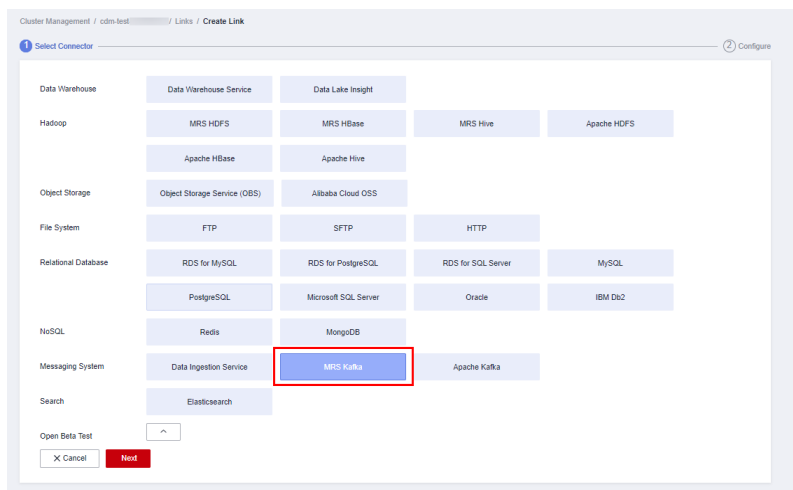 Cluster Management / cdm-test / Links / Create Link
1 Select Connector 2 Configure
Data Warehouse Data Warehouse Service Data Lake Insight
Hadoop MRS HDFS MRS HBase MRS Hive Apache HDFS
Apache HBase Apache Hive
Object Storage Object Storage Service (OBS) Alibaba Cloud OSS
File System FTP SFTP HTTP
Relational Database RDS for MySQL RDS for PostgreSQL RDS for SQL Server MySQL
PostgreSQL Microsoft SQL Server Oracle IBM Db2
NoSQL Redis MongoDB
Messaging System Data Ingestion Service MRS Kafka Apache Kafka
Search Elasticsearch
Open Beta Test
Cancel Next